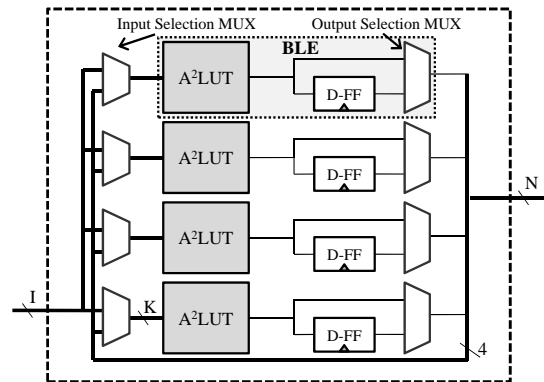 Input Selection MUX
Output Selection MUX
BLE
A²LUT
D-FF
A²LUT
D-FF
N
A²LUT
D-FF
I
K
A²LUT
D-FF
4